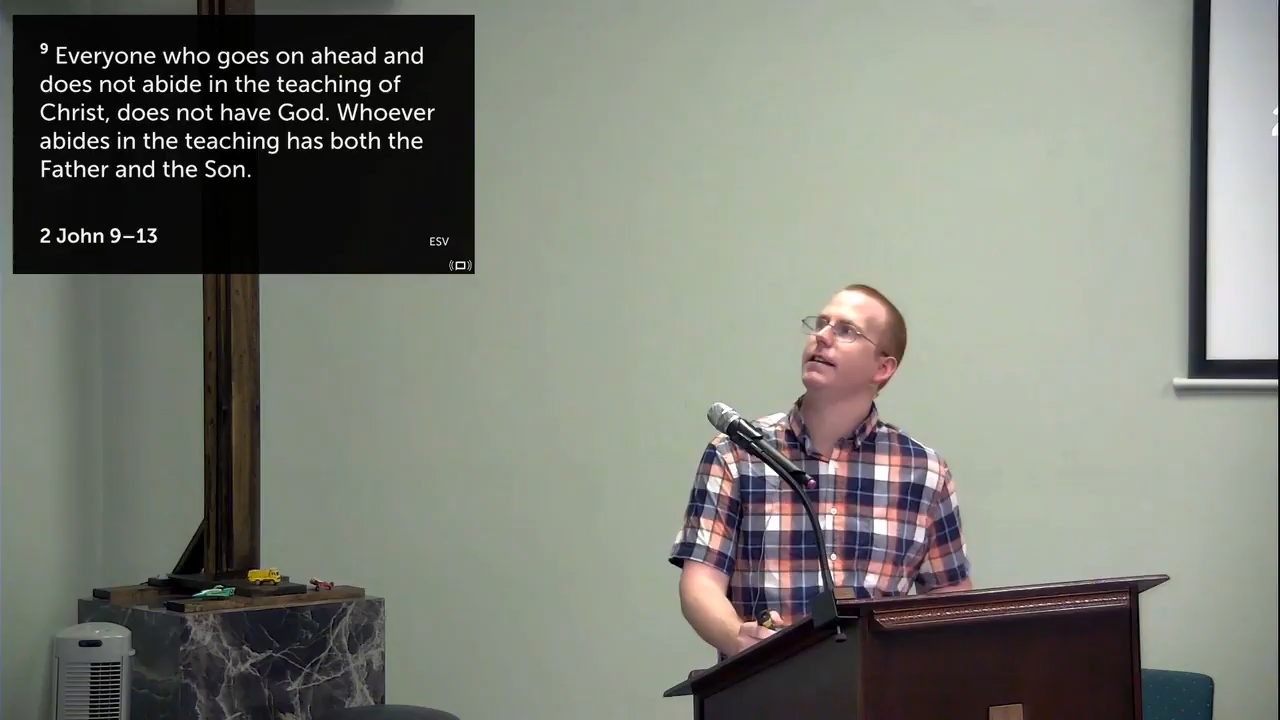 ⁹ Everyone who goes on ahead and
does not abide in the teaching of
Christ, does not have God. Whoever
abides in the teaching has both the
Father and the Son.
2 John 9–13
ESV